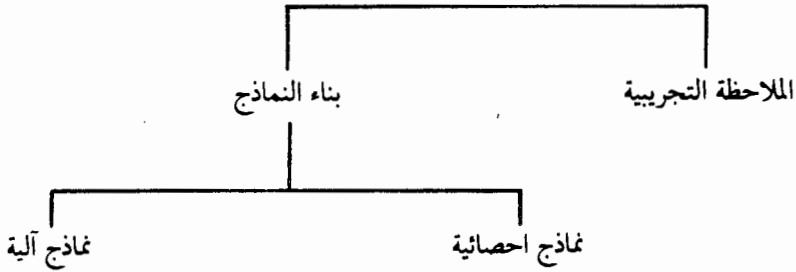 الملاحظة التجريبية
بناء النماذج
نماذج احصائية
نماذج آلية